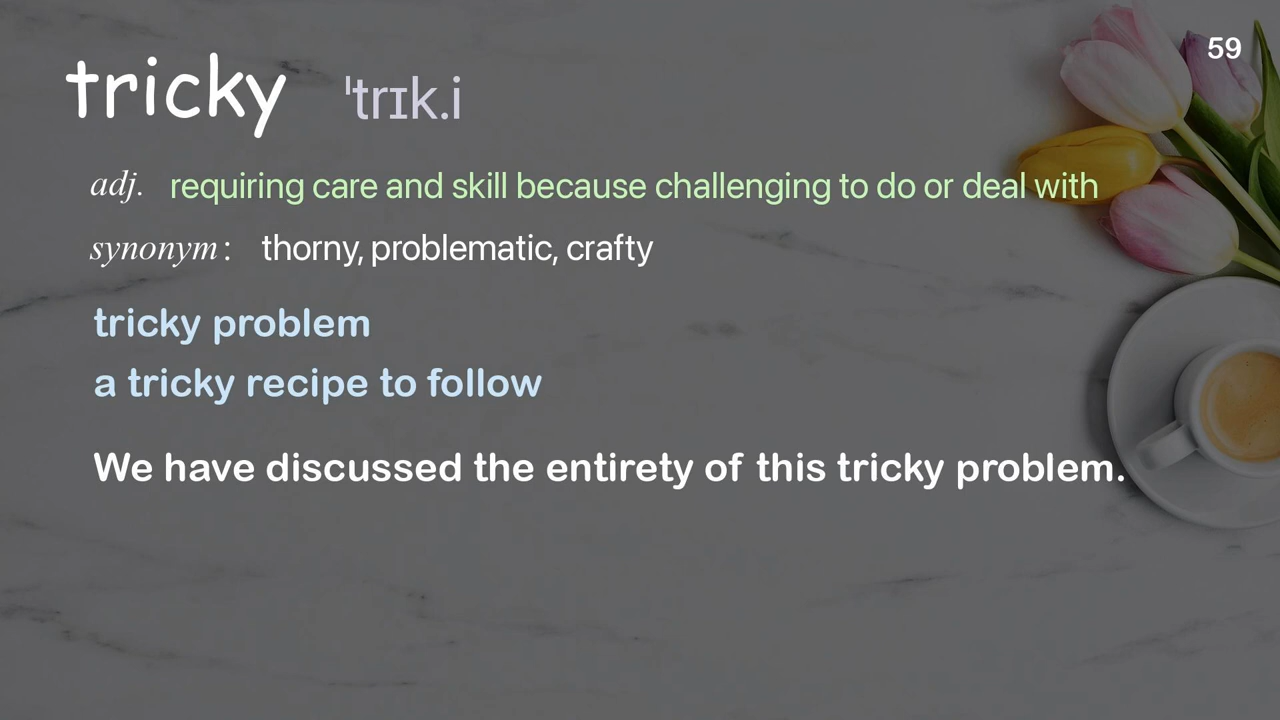 59
tricky ˈtrɪk.i
adj. requiring care and skill because challenging to do or deal with
synonym: thorny, problematic, crafty
tricky problem
a tricky recipe to follow
We have discussed the entirety of this tricky problem.